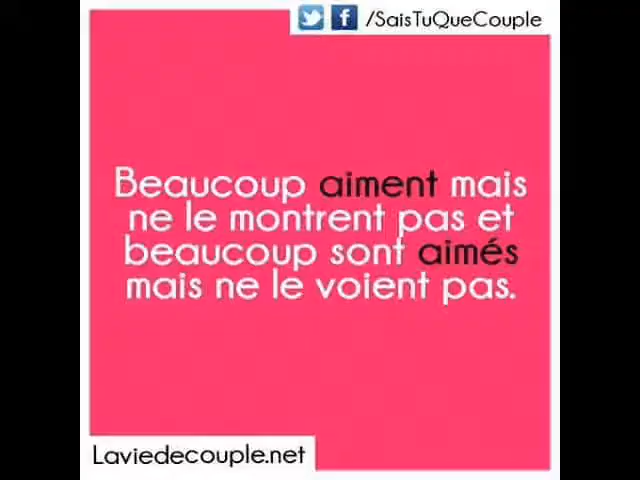 /SaisTuQueCouple
Beaucoup aiment mais
ne le montrent pas et
beaucoup sont aimés
mais ne le voient pas.
Laviedecouple.net